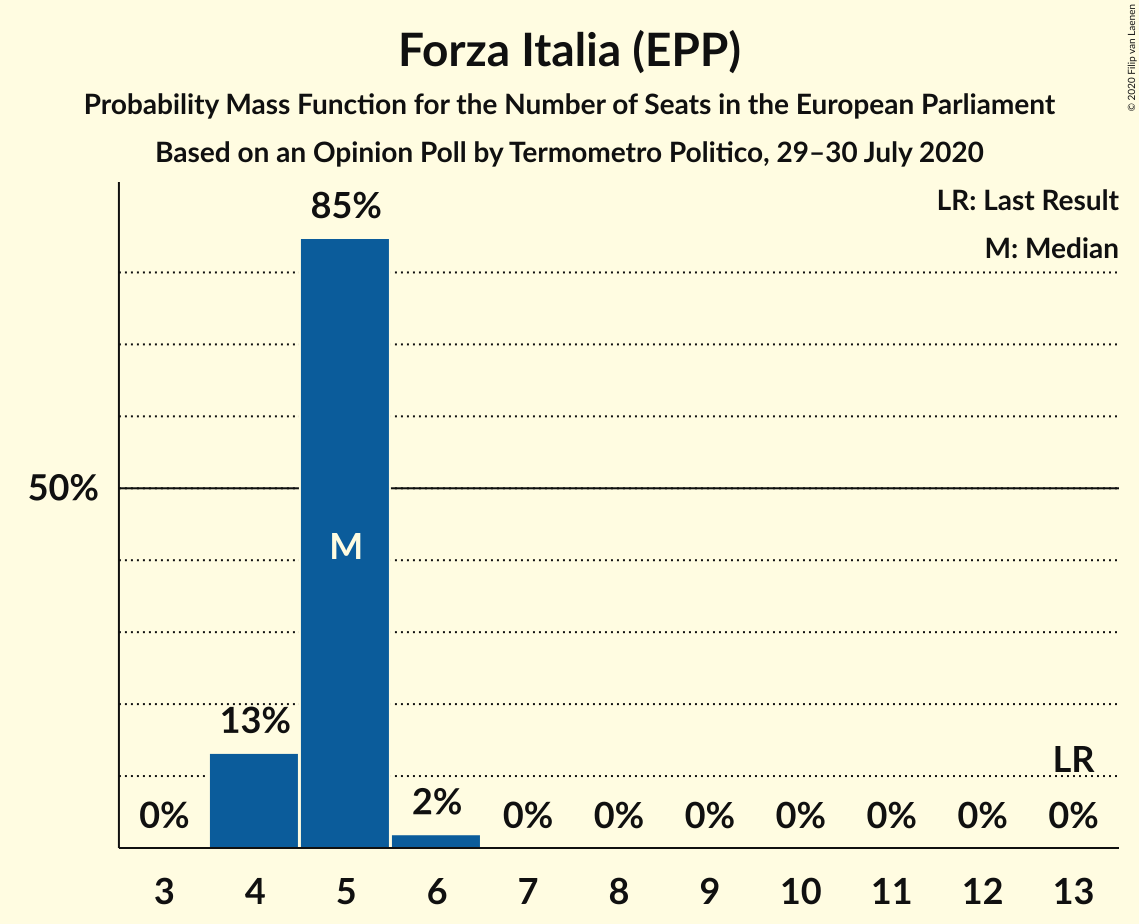 Forza Italia (EPP)
Probability Mass Function for the Number of Seats in the European Parliament
Based on an Opinion Poll by Termometro Politico, 29–30 July 2020
© 2020 Filip van Laenen
LR: Last Result
M: Median
85%
50%
M
13%
LR
0%
2%
0% 0% 0% 0% 0% 0% 0%
3 4 5 6 7 8 9 10 11 12 13